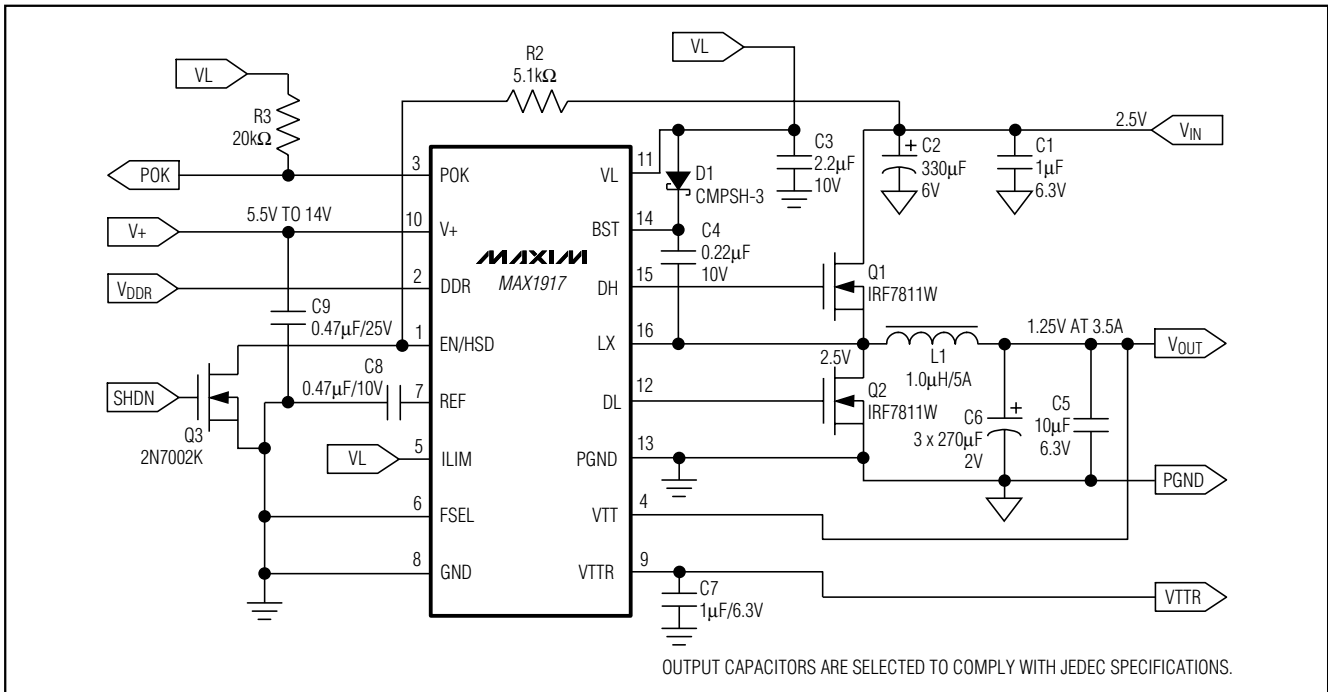 VL
R3
20kΩ
POK
5.5V TO 14V
V+
VDDR
C9
0.47µF/25V
SHDN
Q3
2N7002K
C8
0.47µF/10V
VL
R2
5.1kΩ
3
POK
10
V+
2
DDR
1
EN/HSD
7
REF
5
ILIM
6
FSEL
8
GND
MAXIM
MAX1917
VL
11
BST
14
DH
15
LX
16
DL
12
PGND
13
VTT
4
VTTR
9
VL
D1
CMPSH-3
C3
2.2µF
10V
C4
0.22µF
10V
C2
+
330µF
6V
C1
1µF
6.3V
2.5V
VIN
Q1
IRF7811W
2.5V
Q2
IRF7811W
L1
1.0µH/5A
1.25V AT 3.5A
VOUT
C6
+
3 x 270µF
2V
C5
10µF
6.3V
PGND
C7
1µF/6.3V
VTTR
OUTPUT CAPACITORS ARE SELECTED TO COMPLY WITH JEDEC SPECIFICATIONS.